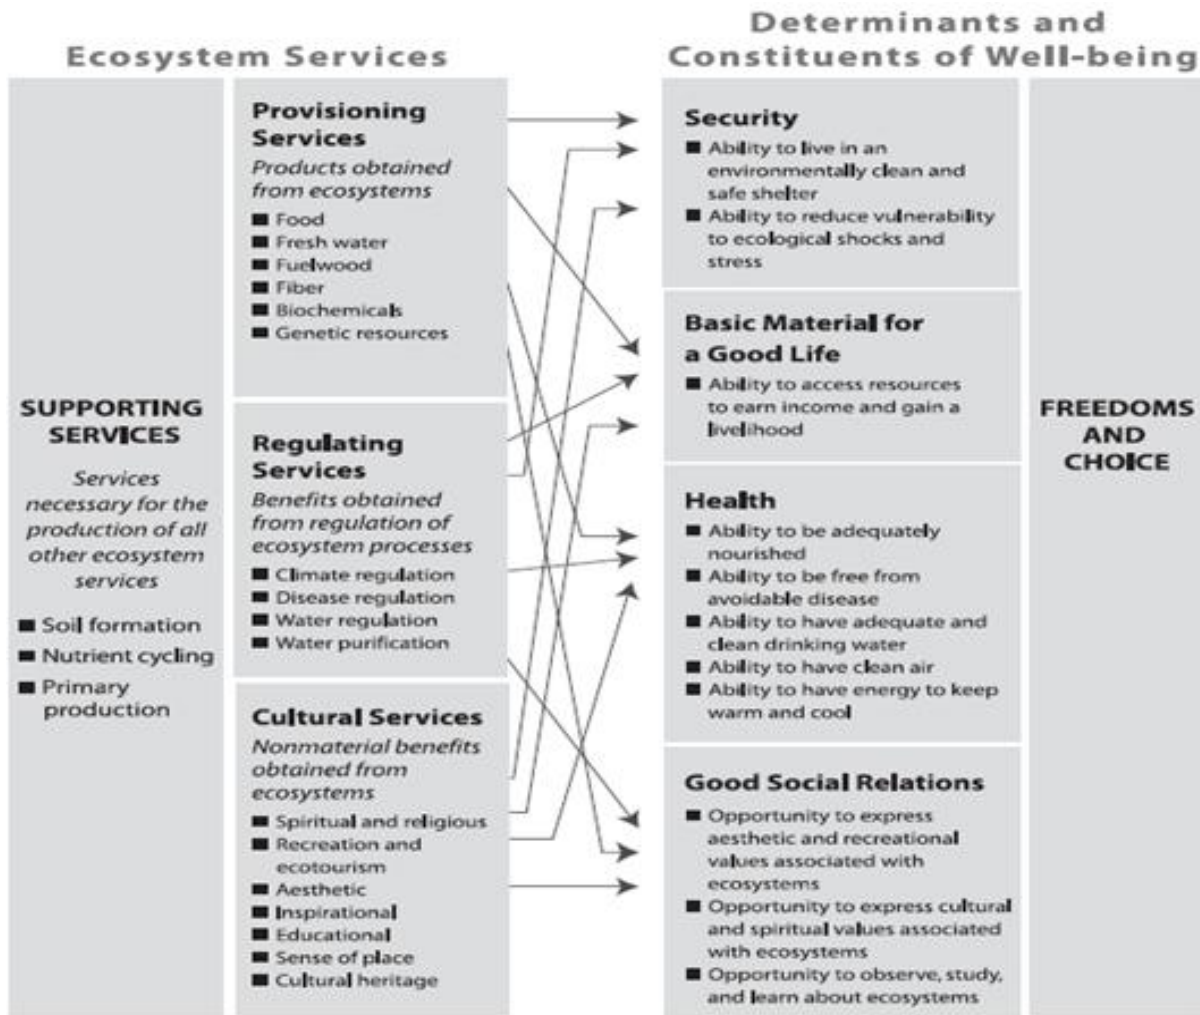 Ecosystem Services
Determinants and
Constituents of Well-being
SUPPORTING
SERVICES
Services
necessary for the
production of all
other ecosystem
services
■ Soil formation
■ Nutrient cycling
■ Primary
production
Provisioning
Services
Products obtained
from ecosystems
■ Food
■ Fresh water
■ Fuelwood
■ Fiber
■ Biochemicals
■ Genetic resources
Regulating
Services
Benefits obtained
from regulation of
ecosystem processes
■ Climate regulation
■ Disease regulation
■ Water regulation
■ Water purification
Cultural Services
Nonmaterial benefits
obtained from
ecosystems
■ Spiritual and religious
■ Recreation and
ecotourism
■ Aesthetic
■ Inspirational
■ Educational
■ Sense of place
■ Cultural heritage
Security
■ Ability to live in an
environmentally clean and
safe shelter
■ Ability to reduce vulnerability
to ecological shocks and
stress
Basic Material for
a Good Life
■ Ability to access resources
to earn income and gain a
livelihood
Health
■ Ability to be adequately
nourished
■ Ability to be free from
avoidable disease
■ Ability to have adequate and
clean drinking water
■ Ability to have clean air
■ Ability to have energy to keep
warm and cool
Good Social Relations
■ Opportunity to express
aesthetic and recreational
values associated with
ecosystems
■ Opportunity to express cultural
and spiritual values associated
with ecosystems
■ Opportunity to observe, study,
and learn about ecosystems
FREEDOMS
AND
CHOICE